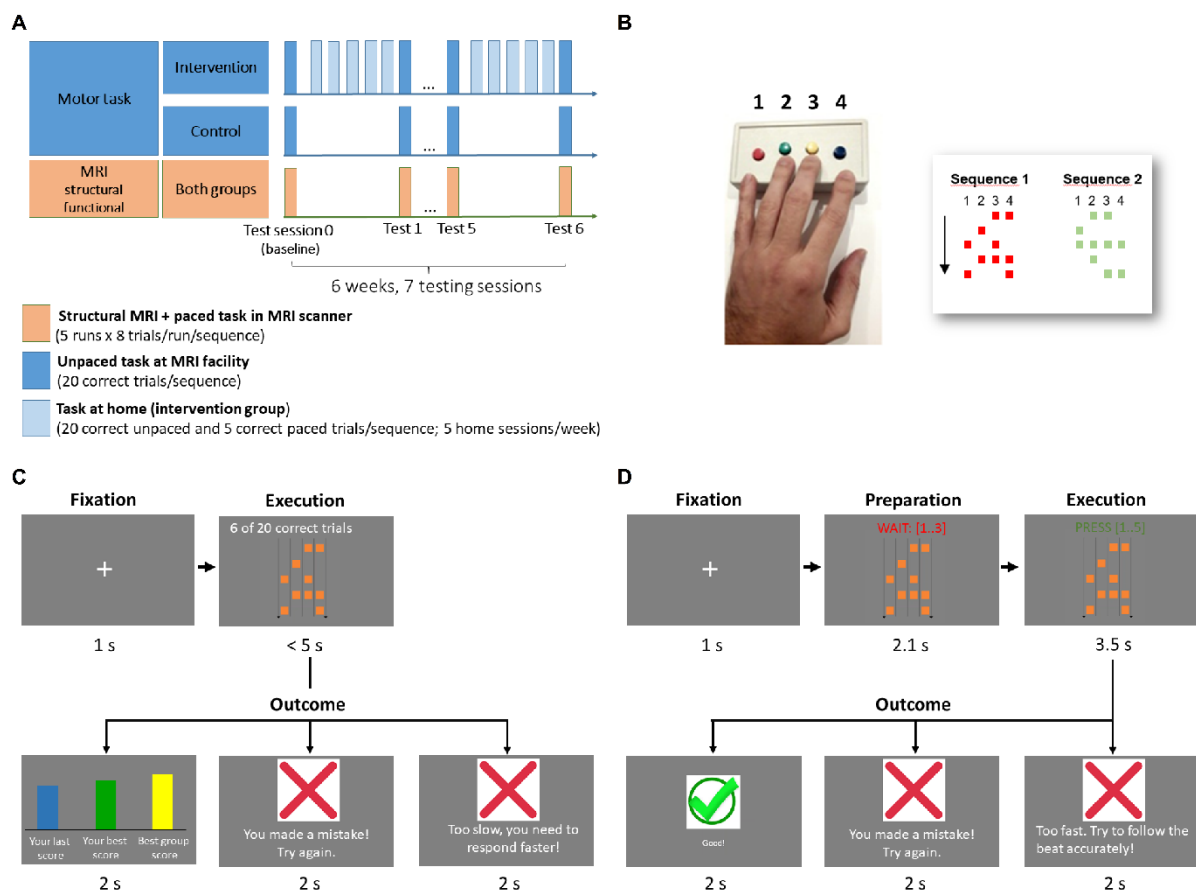 A
Intervention
Motor task
Control
MRI
structural
functional
Both groups
...
...
...
...
...
Test session 0
(baseline)
Test 1
Test 5
Test 6
6 weeks, 7 testing sessions
Structural MRI + paced task in MRI scanner
(5 runs x 8 trials/run/sequence)
Unpaced task at MRI facility
(20 correct trials/sequence)
Task at home (intervention group)
(20 correct unpaced and 5 correct paced trials/sequence; 5 home sessions/week)
B
1 2 3 4
Sequence 1
1 2 3 4
Sequence 2
1 2 3 4
C
Fixation
Execution
6 of 20 correct trials
1 s
< 5 s
Outcome
Your last
score
Your best
score
Best group
score
You made a mistake!
Try again.
Too slow, you need to
respond faster!
2 s
2 s
2 s
D
Fixation
Preparation
Execution
WAIT: [1..3]
PRESS [1..5]
1 s
2.1 s
3.5 s
Outcome
Good!
You made a mistake!
Try again.
Too fast. Try to follow the
beat accurately!
2 s
2 s
2 s